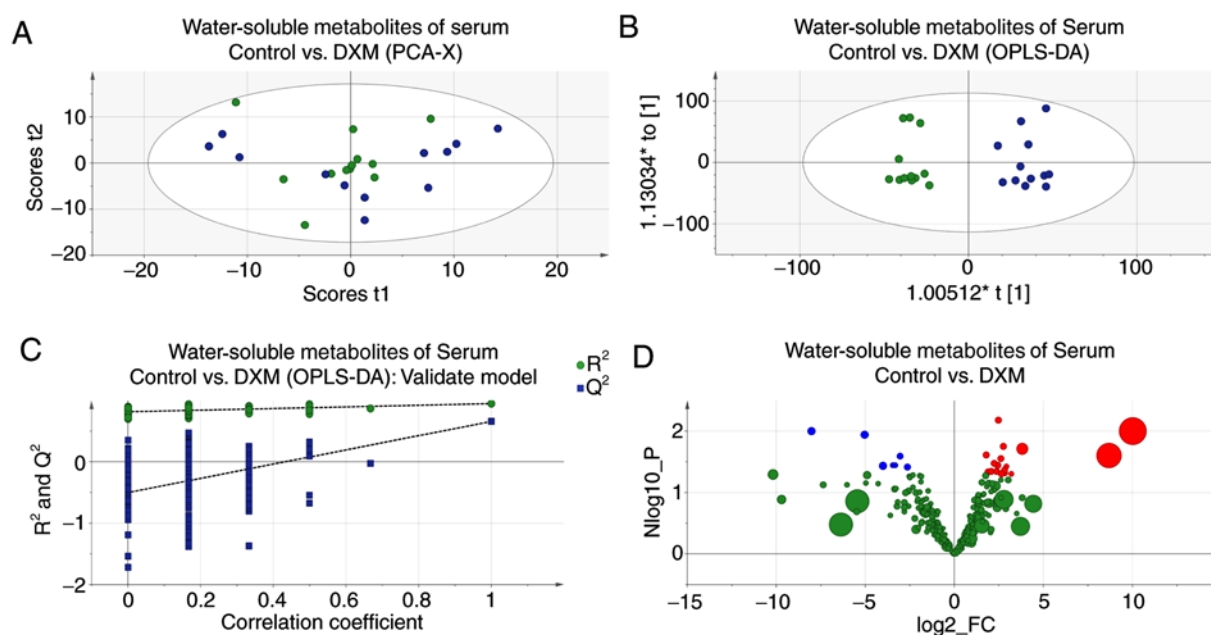 A
Water-soluble metabolites of serum
Control vs. DXM (PCA-X)
Scores t2
10
0
−10
−20
−20
−10
0
10
20
Scores t1
B
Water-soluble metabolites of Serum
Control vs. DXM (OPLS-DA)
1.13034* to [1]
100
0
−100
−100
0
100
1.00512* t [1]
C
Water-soluble metabolites of Serum
Control vs. DXM (OPLS-DA): Validate model
R²
Q²
R² and Q²
0
−1
−2
0
0.2
0.4
0.6
0.8
1
Correlation coefficient
D
Water-soluble metabolites of Serum
Control vs. DXM
Nlog10_P
2
1
0
−15
−10
−5
0
5
10
log2_FC